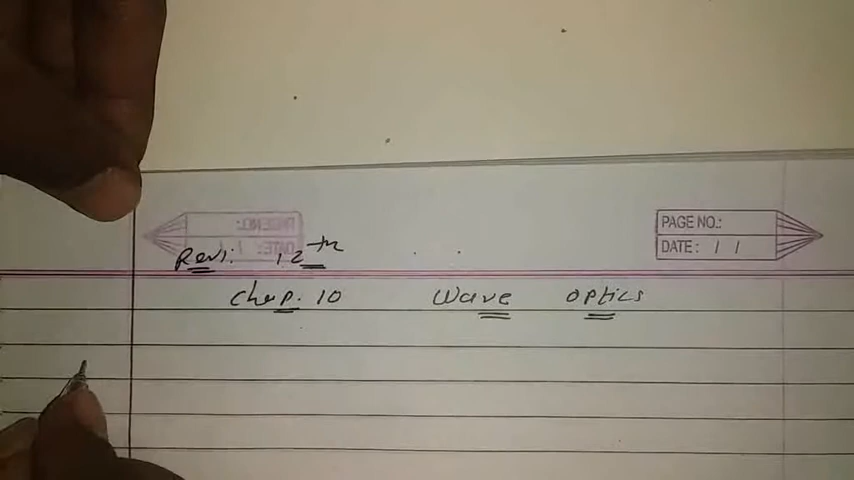 PAGE NO.:
DATE: / /
Revi: 12th
chap. 10 Wave optics